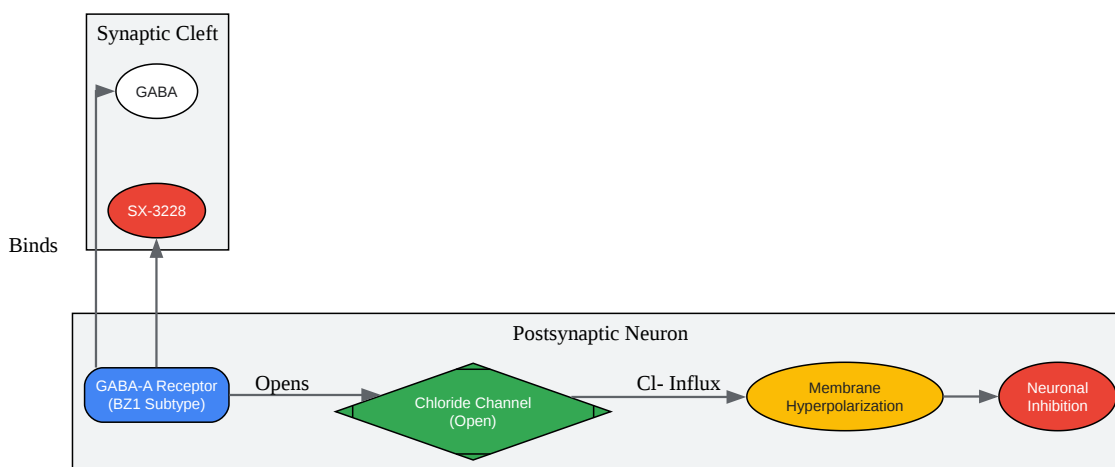 Synaptic Cleft
GABA
SX-3228
Binds
Postsynaptic Neuron
GABA-A Receptor
(BZ1 Subtype)
Opens
Chloride Channel
(Open)
Cl- Influx
Membrane
Hyperpolarization
Neuronal
Inhibition